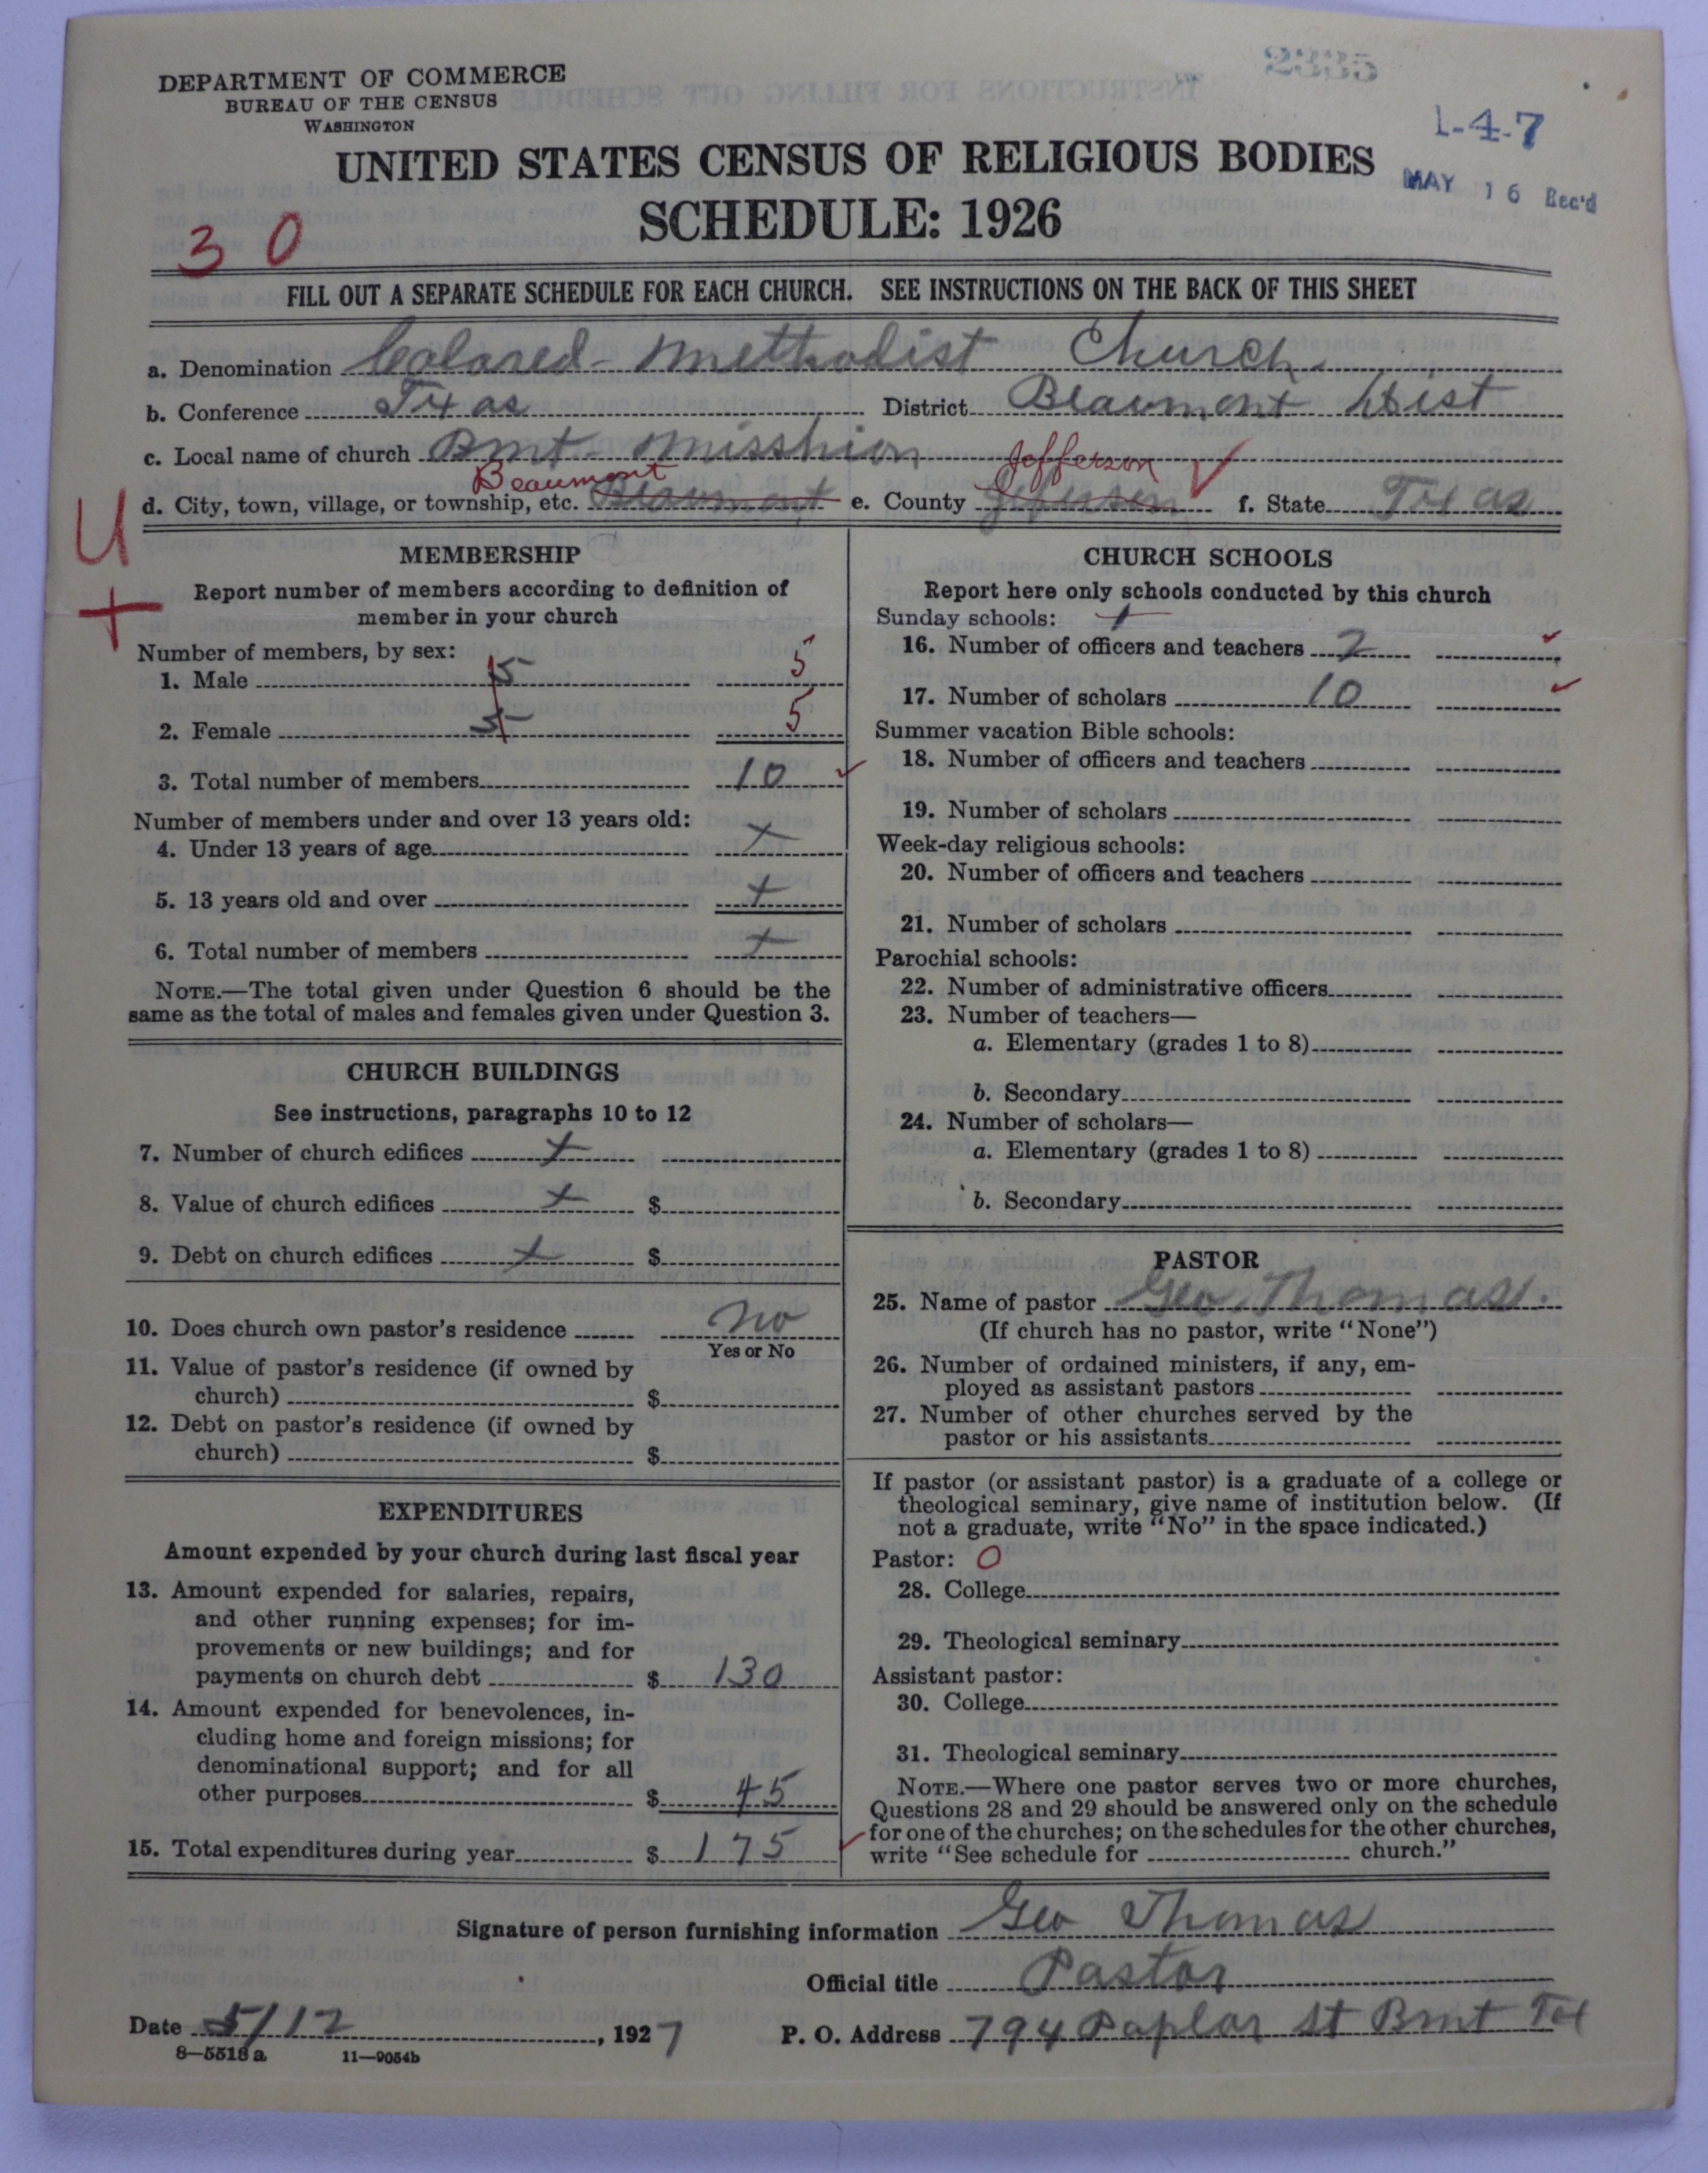 DEPARTMENT OF COMMERCE
BUREAU OF THE CENSUS
WASHINGTON
1-4-7
MAY 16 Rec'd
UNITED STATES CENSUS OF RELIGIOUS BODIES
SCHEDULE: 1926
30
FILL OUT A SEPARATE SCHEDULE FOR EACH CHURCH. SEE INSTRUCTIONS ON THE BACK OF THIS SHEET
a. Denomination Colored Methodist Church
b. Conference Texas District Beaumont Dist
c. Local name of church Bmt- Misshion
Beaumont Jefferson
d. City, town, village, or township, etc. Beaumont e. County Jeferson f. State Texas
U
+
MEMBERSHIP
Report number of members according to definition of
member in your church
Number of members, by sex:
1. Male 5 5
2. Female 5 5
3. Total number of members 10
Number of members under and over 13 years old:
4. Under 13 years of age +
5. 13 years old and over +
6. Total number of members +
NOTE.—The total given under Question 6 should be the
same as the total of males and females given under Question 3.
CHURCH BUILDINGS
See instructions, paragraphs 10 to 12
7. Number of church edifices +
8. Value of church edifices + $
9. Debt on church edifices + $
10. Does church own pastor's residence No
Yes or No
11. Value of pastor's residence (if owned by
church) $
12. Debt on pastor's residence (if owned by
church) $
EXPENDITURES
Amount expended by your church during last fiscal year
13. Amount expended for salaries, repairs,
and other running expenses; for im-
provements or new buildings; and for
payments on church debt $ 130
14. Amount expended for benevolences, in-
cluding home and foreign missions; for
denominational support; and for all
other purposes $ 45
15. Total expenditures during year $ 175
CHURCH SCHOOLS
Report here only schools conducted by this church
Sunday schools: +
16. Number of officers and teachers 2
17. Number of scholars 10
Summer vacation Bible schools:
18. Number of officers and teachers
19. Number of scholars
Week-day religious schools:
20. Number of officers and teachers
21. Number of scholars
Parochial schools:
22. Number of administrative officers
23. Number of teachers—
a. Elementary (grades 1 to 8)
b. Secondary
24. Number of scholars—
a. Elementary (grades 1 to 8)
b. Secondary
PASTOR
25. Name of pastor Geo. Thomas.
(If church has no pastor, write "None")
26. Number of ordained ministers, if any, em-
ployed as assistant pastors
27. Number of other churches served by the
pastor or his assistants
If pastor (or assistant pastor) is a graduate of a college or
theological seminary, give name of institution below. (If
not a graduate, write "No" in the space indicated.)
Pastor: O
28. College
29. Theological seminary
Assistant pastor:
30. College
31. Theological seminary
NOTE.—Where one pastor serves two or more churches,
Questions 28 and 29 should be answered only on the schedule
for one of the churches; on the schedules for the other churches,
write "See schedule for church."
Signature of person furnishing information Geo Thomas
Official title Pastor
Date 5/12, 1927 P. O. Address 794 Paplar St Bmt Tex
8—5518 a 11—9054b